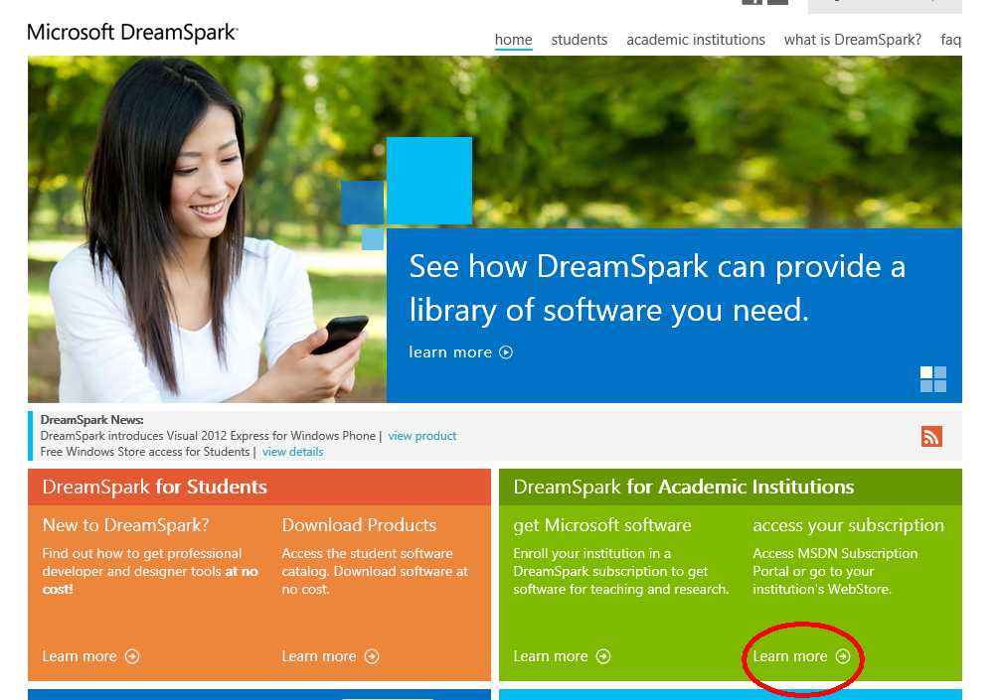 Microsoft DreamSpark
home students academic institutions what is DreamSpark? faq
See how DreamSpark can provide a
library of software you need.
learn more
DreamSpark News:
DreamSpark introduces Visual 2012 Express for Windows Phone | view product
Free Windows Store access for Students | view details
DreamSpark for Students
New to DreamSpark?
Find out how to get professional
developer and designer tools at no
cost!
Learn more
Download Products
Access the student software
catalog. Download software at
no cost.
Learn more
DreamSpark for Academic Institutions
get Microsoft software
Enroll your institution in a
DreamSpark subscription to get
software for teaching and research.
Learn more
access your subscription
Access MSDN Subscription
Portal or go to your
institution's WebStore.
Learn more